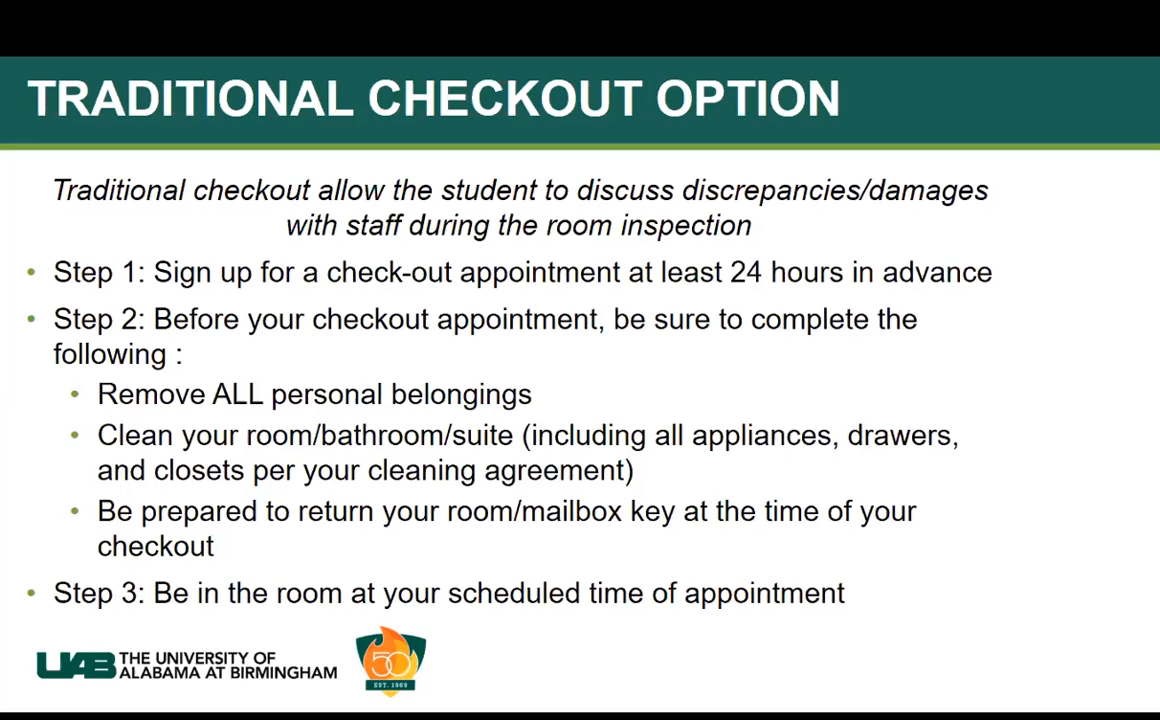 TRADITIONAL CHECKOUT OPTION
Traditional checkout allow the student to discuss discrepancies/damages
with staff during the room inspection
• Step 1: Sign up for a check-out appointment at least 24 hours in advance
• Step 2: Before your checkout appointment, be sure to complete the
following :
• Remove ALL personal belongings
• Clean your room/bathroom/suite (including all appliances, drawers,
and closets per your cleaning agreement)
• Be prepared to return your room/mailbox key at the time of your
checkout
• Step 3: Be in the room at your scheduled time of appointment
UAB THE UNIVERSITY OF
ALABAMA AT BIRMINGHAM
50
EST. 1969